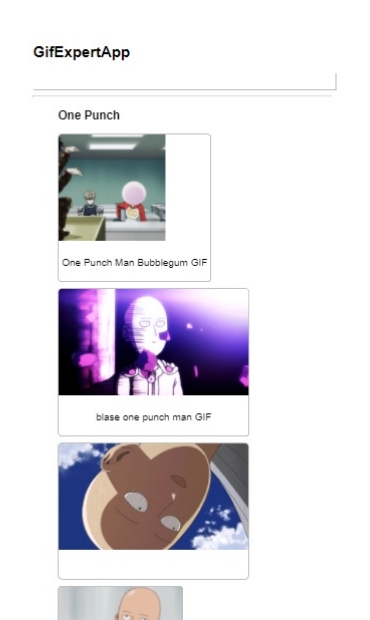 GifExpertApp
One Punch
One Punch Man Bubblegum GIF
blase one punch man GIF